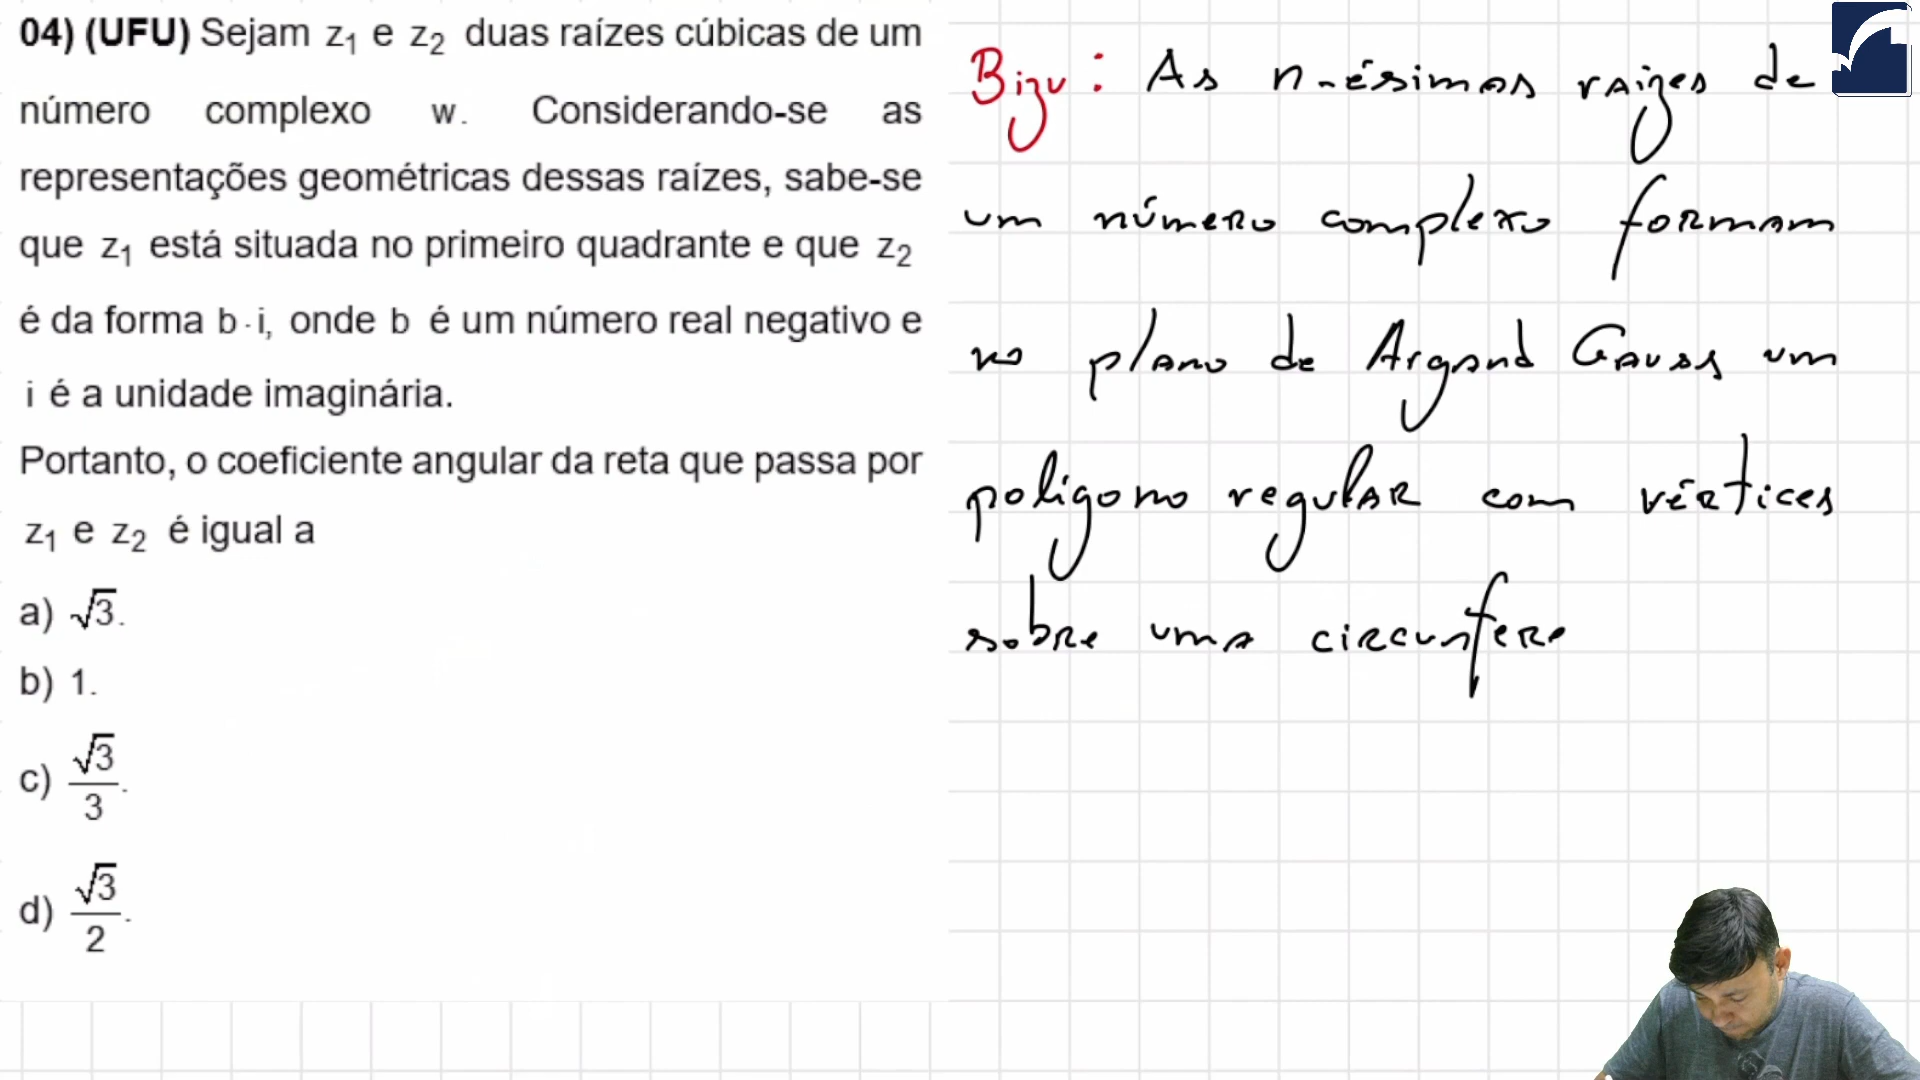 04) (UFU) Sejam z₁ e z₂ duas raízes cúbicas de um
número complexo w. Considerando-se as
representações geométricas dessas raízes, sabe-se
que z₁ está situada no primeiro quadrante e que z₂
é da forma b·i, onde b é um número real negativo e
i é a unidade imaginária.
Portanto, o coeficiente angular da reta que passa por
z₁ e z₂ é igual a
a) √3.
b) 1.
c) √3/3.
d) √3/2.
Bizu: As n-ésimas raízes de
um número complexo formam
no plano de Argand Gauss um
polígono regular com vértices
sobre uma circunfere